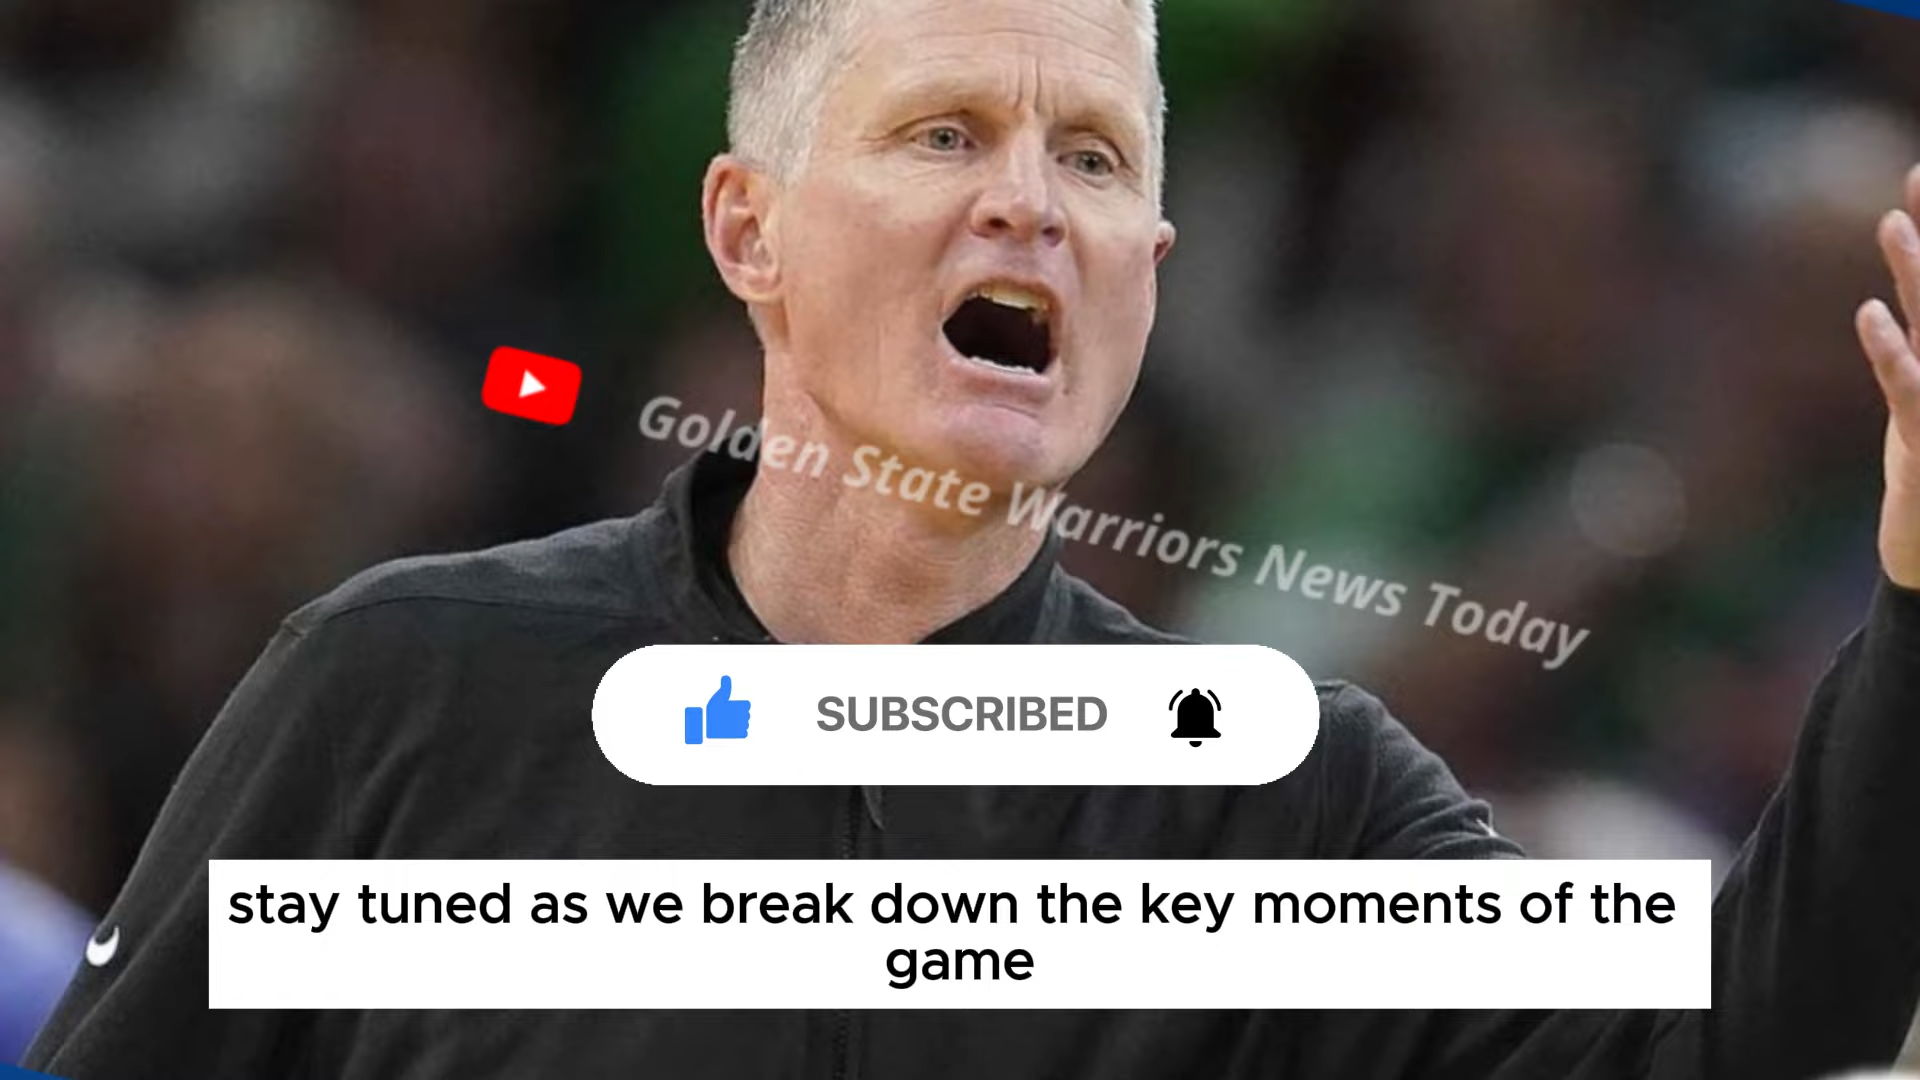 Golden State Warriors News Today
SUBSCRIBED
stay tuned as we break down the key moments of the
game